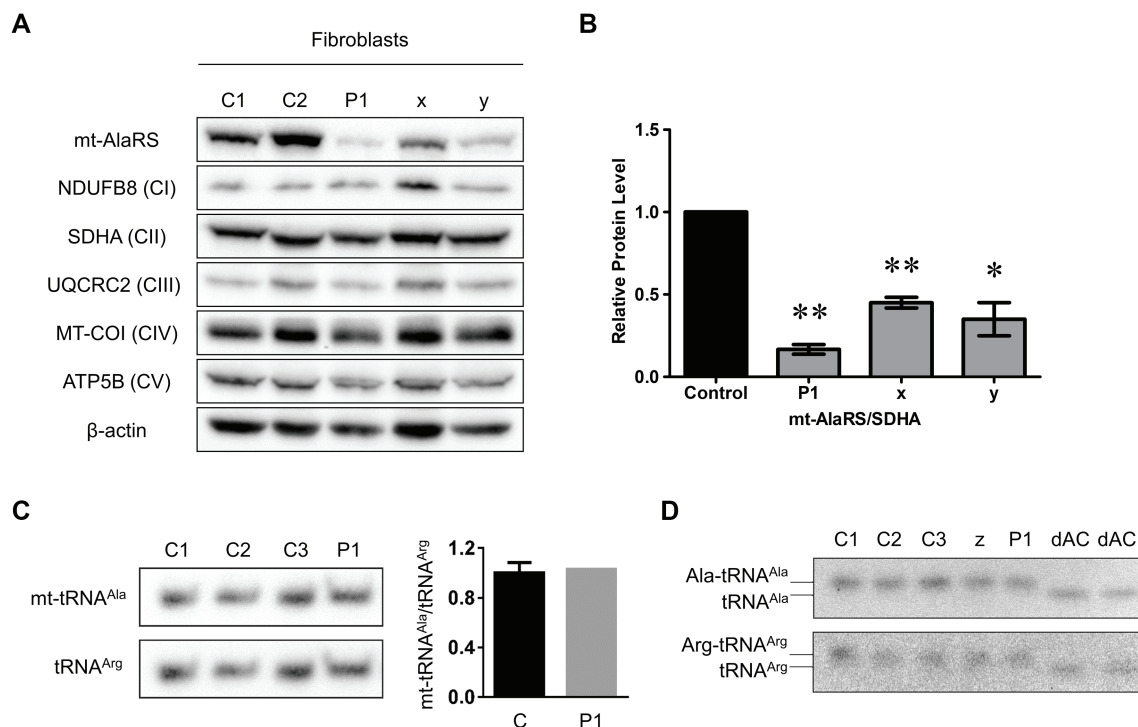 A
Fibroblasts
C1 C2 P1 x y
mt-AlaRS
NDUFB8 (CI)
SDHA (CII)
UQCRC2 (CIII)
MT-COI (CIV)
ATP5B (CV)
β-actin
B
Relative Protein Level
1.5
1.0
0.5
0.0
** ** *
Control P1 x y
mt-AlaRS/SDHA
C
C1 C2 C3 P1
mt-tRNAᴬˡᵃ
tRNAᴬʳᵍ
mt-tRNAᴬˡᵃ/tRNAᴬʳᵍ
1.2
0.8
0.4
0.0
C P1
D
C1 C2 C3 z P1 dAC dAC
Ala-tRNAᴬˡᵃ
tRNAᴬˡᵃ
Arg-tRNAᴬʳᵍ
tRNAᴬʳᵍ